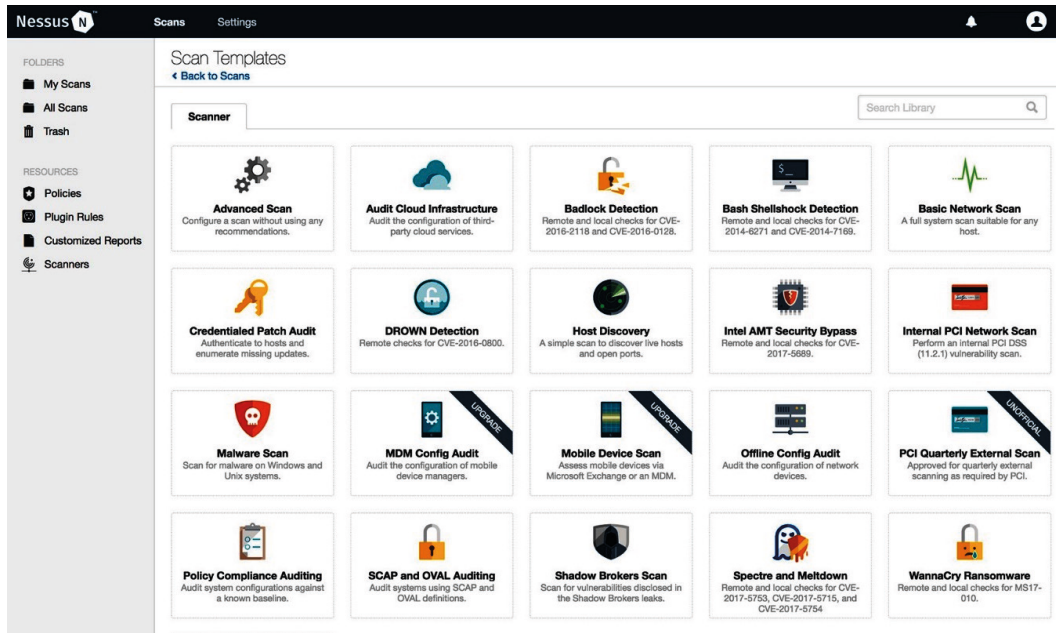 Nessus N
Scans
Settings
FOLDERS
My Scans
All Scans
Trash
RESOURCES
Policies
Plugin Rules
Customized Reports
Scanners
Scan Templates
Back to Scans
Scanner
Search Library
Advanced Scan
Configure a scan without using any
recommendations.
Audit Cloud Infrastructure
Audit the configuration of third-
party cloud services.
Badlock Detection
Remote and local checks for CVE-
2016-2118 and CVE-2016-0128.
$_
Bash Shellshock Detection
Remote and local checks for CVE-
2014-6271 and CVE-2014-7169.
Basic Network Scan
A full system scan suitable for any
host.
Credentialed Patch Audit
Authenticate to hosts and
enumerate missing updates.
DROWN Detection
Remote checks for CVE-2016-0800.
Host Discovery
A simple scan to discover live hosts
and open ports.
Intel AMT Security Bypass
Remote and local checks for CVE-
2017-5689.
Internal PCI Network Scan
Perform an internal PCI DSS
(11.2.1) vulnerability scan.
Malware Scan
Scan for malware on Windows and
Unix systems.
UPGRADE
MDM Config Audit
Audit the configuration of mobile
device managers.
UPGRADE
Mobile Device Scan
Assess mobile devices via
Microsoft Exchange or an MDM.
Offline Config Audit
Audit the configuration of network
devices.
UNOFFICIAL
PCI Quarterly External Scan
Approved for quarterly external
scanning as required by PCI.
Policy Compliance Auditing
Audit system configurations against
a known baseline.
SCAP and OVAL Auditing
Audit systems using SCAP and
OVAL definitions.
Shadow Brokers Scan
Scan for vulnerabilities disclosed in
the Shadow Brokers leaks.
Spectre and Meltdown
Remote and local checks for CVE-
2017-5753, CVE-2017-5715, and
CVE-2017-5754
WannaCry Ransomware
Remote and local checks for MS17-
010.